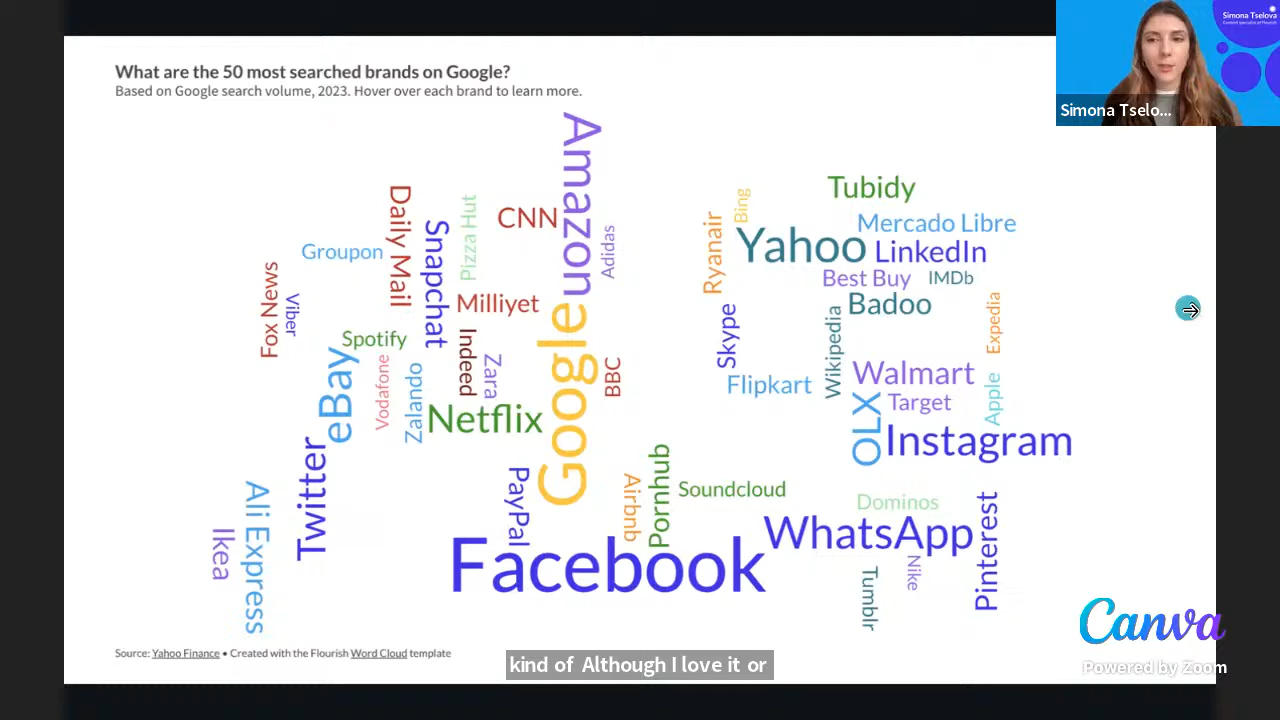 Simona Tselova
Content specialist at Flourish
Simona Tselo...
What are the 50 most searched brands on Google?
Based on Google search volume, 2023. Hover over each brand to learn more.
Amazon
Daily Mail
Snapchat
Pizza Hut
CNN
Adidas
Groupon
Fox News
Viber
Milliyet
Spotify
Indeed
Zara
eBay
Vodafone
Zalando
Netflix
Google
BBC
Twitter
Ali Express
Ikea
PayPal
Airbnb
Pornhub
Soundcloud
Facebook
Bing
Tubidy
Ryanair
Mercado Libre
Yahoo
LinkedIn
Best Buy
IMDb
Badoo
Expedia
Skype
Wikipedia
Flipkart
Walmart
Target
Apple
OLX
Instagram
Dominos
WhatsApp
Pinterest
Nike
Tumblr
Source: Yahoo Finance • Created with the Flourish Word Cloud template
kind of Although I love it or
Canva
Powered by Zoom